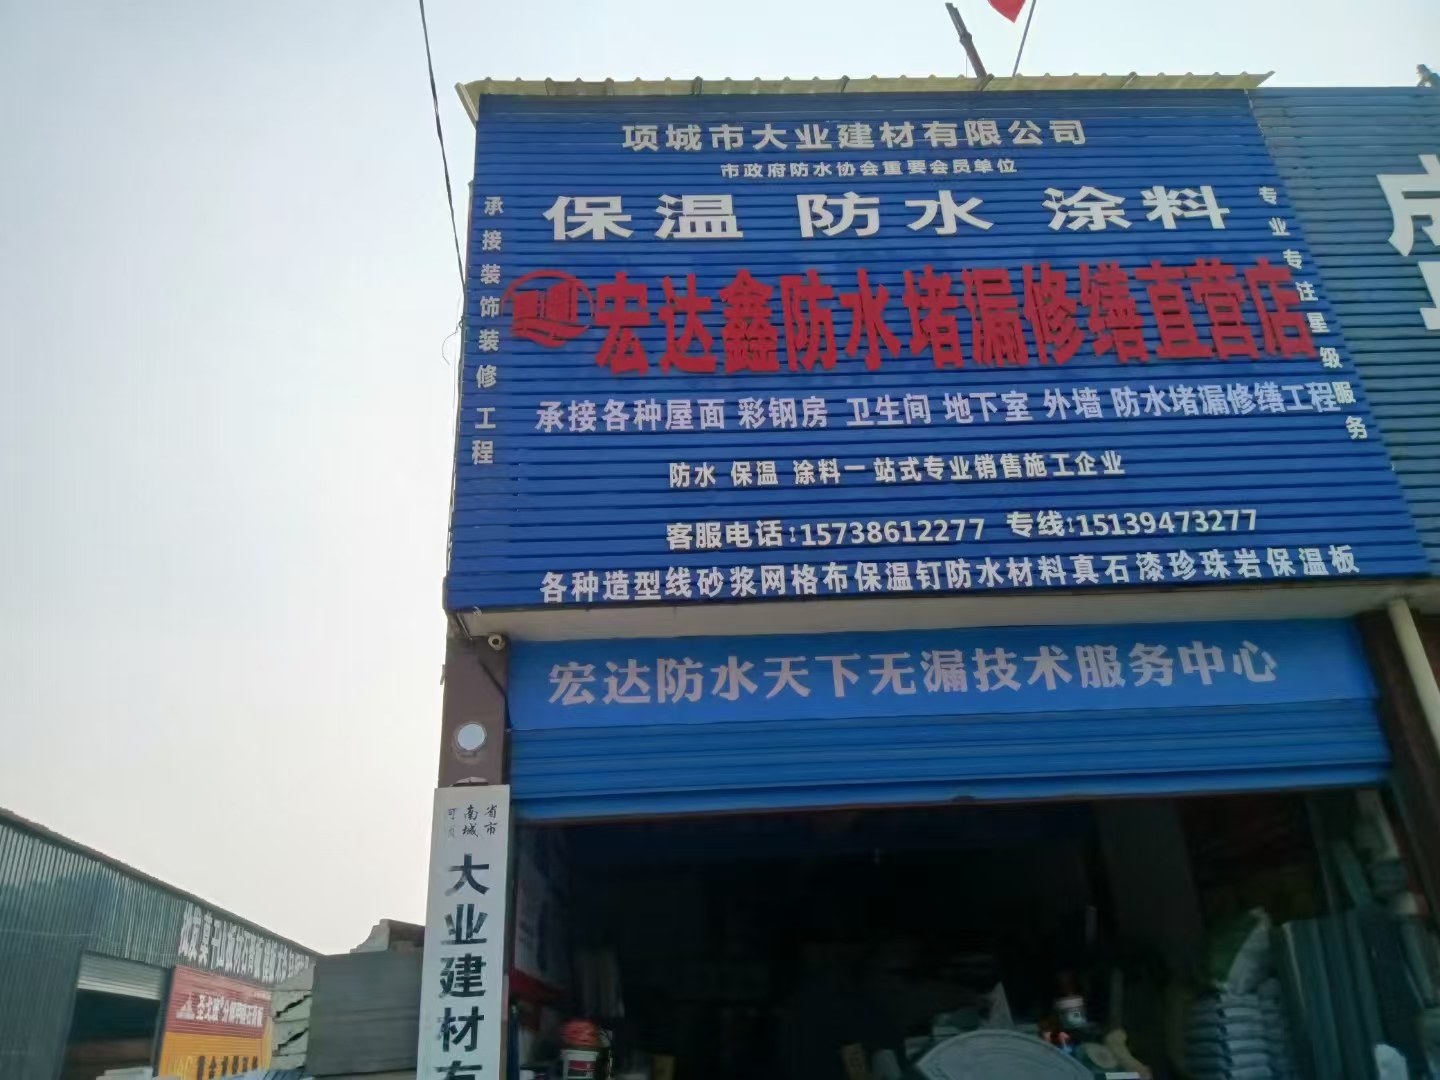 项城市大业建材有限公司
市政府防水协会重要会员单位
保温 防水 涂料
承接装饰装修工程
专业专注星级服务
宏达鑫防水堵漏修缮直营店
承接各种屋面 彩钢房 卫生间 地下室 外墙 防水堵漏修缮工程
防水 保温 涂料一站式专业销售施工企业
客服电话:15738612277 专线:15139473277
各种造型线砂浆网格布保温钉防水材料真石漆珍珠岩保温板
宏达防水天下无漏技术服务中心
南省
城市
大业建材有